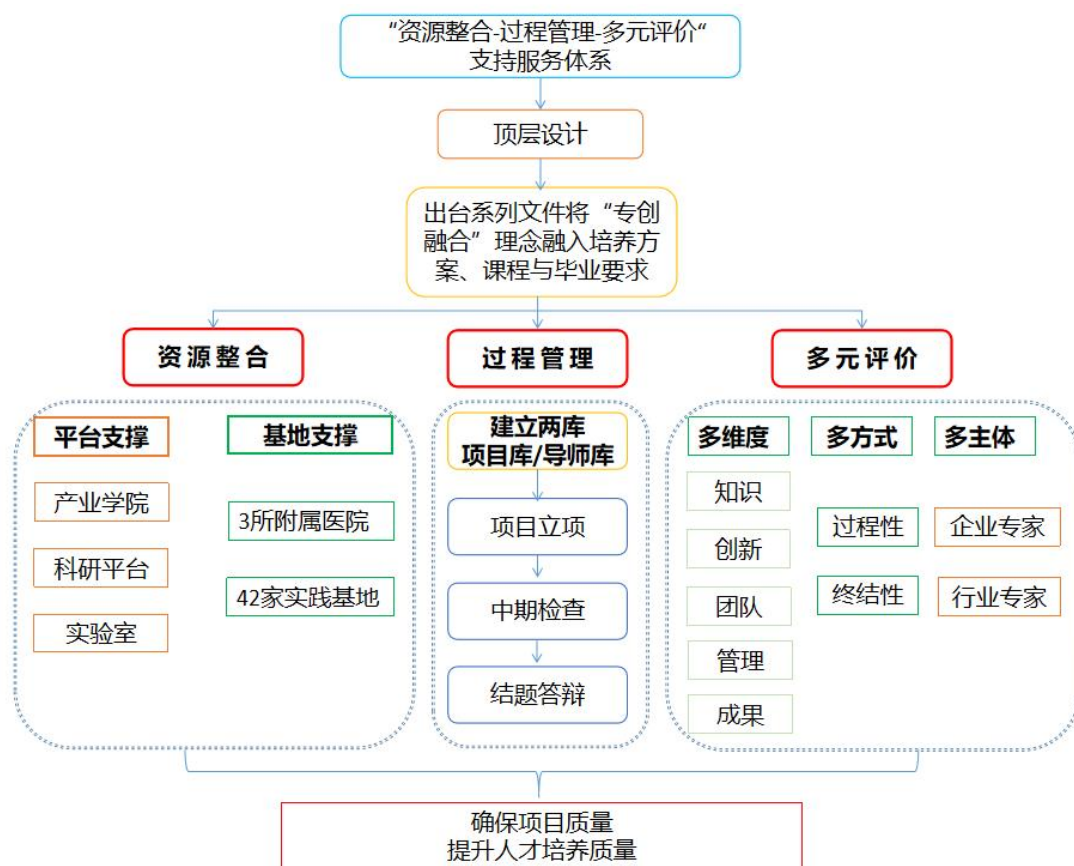 “资源整合-过程管理-多元评价“
支持服务体系
顶层设计
出台系列文件将“专创
融合”理念融入培养方
案、课程与毕业要求
资源整合
过程管理
多元评价
平台支撑
产业学院
科研平台
实验室
基地支撑
3所附属医院
42家实践基地
建立两库
项目库/导师库
项目立项
中期检查
结题答辩
多维度
知识
创新
团队
管理
成果
多方式
过程性
终结性
多主体
企业专家
行业专家
确保项目质量
提升人才培养质量